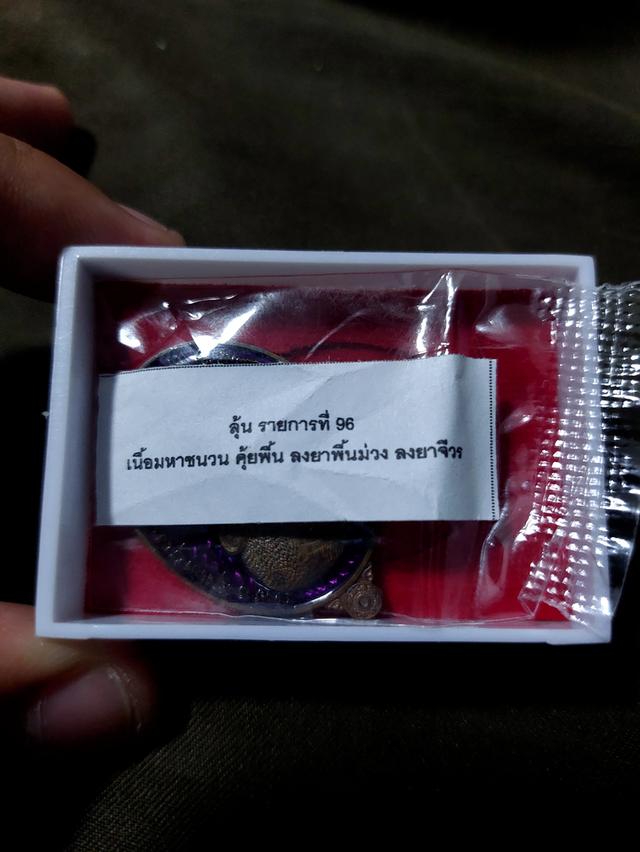 ลุ้น รายการที่ 96
เนื้อมหาชนวน คุ้ยพื้น ลงยาพื้นม่วง ลงยาจีวร